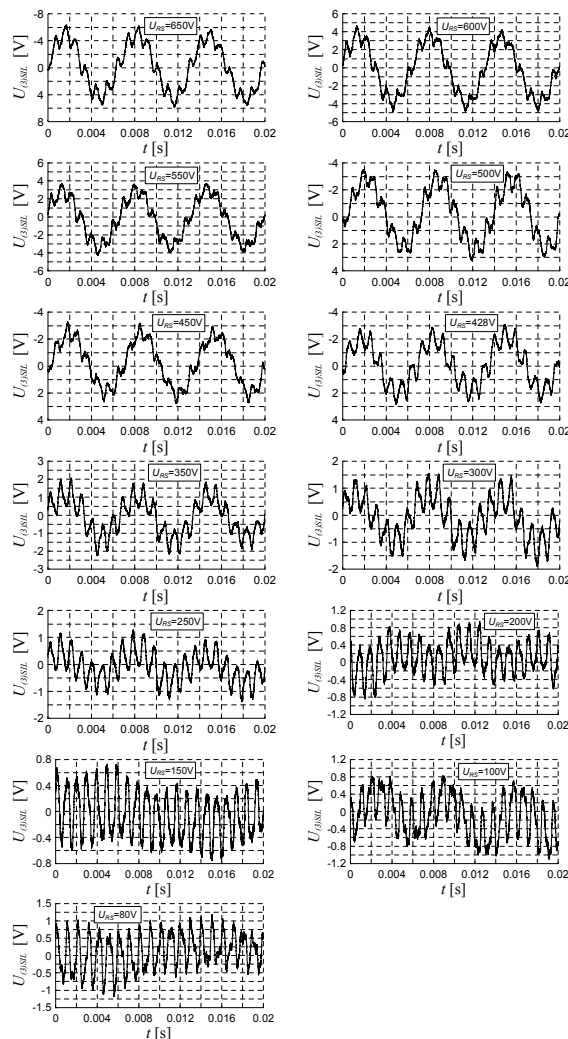 U(3)SIL [V]
-8
-4
0
4
8
URS=650V
0 0.004 0.008 0.012 0.016 0.02
t [s]
U(3)SIL [V]
6
4
2
0
-2
-4
-6
URS=600V
0 0.004 0.008 0.012 0.016 0.02
t [s]
U(3)SIL [V]
6
4
2
0
-2
-4
-6
URS=550V
0 0.004 0.008 0.012 0.016 0.02
t [s]
U(3)SIL [V]
-4
-2
0
2
4
URS=500V
0 0.004 0.008 0.012 0.016 0.02
t [s]
U(3)SIL [V]
-4
-2
0
2
4
URS=450V
0 0.004 0.008 0.012 0.016 0.02
t [s]
U(3)SIL [V]
-4
-2
0
2
4
URS=428V
0 0.004 0.008 0.012 0.016 0.02
t [s]
U(3)SIL [V]
3
2
1
0
-1
-2
-3
URS=350V
0 0.004 0.008 0.012 0.016 0.02
t [s]
U(3)SIL [V]
2
1
0
-1
-2
URS=300V
0 0.004 0.008 0.012 0.016 0.02
t [s]
U(3)SIL [V]
2
1
0
-1
-2
URS=250V
0 0.004 0.008 0.012 0.016 0.02
t [s]
U(3)SIL [V]
1.2
0.8
0.4
0
-0.4
-0.8
-1.2
URS=200V
0 0.004 0.008 0.012 0.016 0.02
t [s]
U(3)SIL [V]
0.8
0.4
0
-0.4
-0.8
URS=150V
0 0.004 0.008 0.012 0.016 0.02
t [s]
U(3)SIL [V]
1.2
0.8
0.4
0
-0.4
-0.8
-1.2
URS=100V
0 0.004 0.008 0.012 0.016 0.02
t [s]
U(3)SIL [V]
1.5
1
0.5
0
-0.5
-1
-1.5
URS=80V
0 0.004 0.008 0.012 0.016 0.02
t [s]